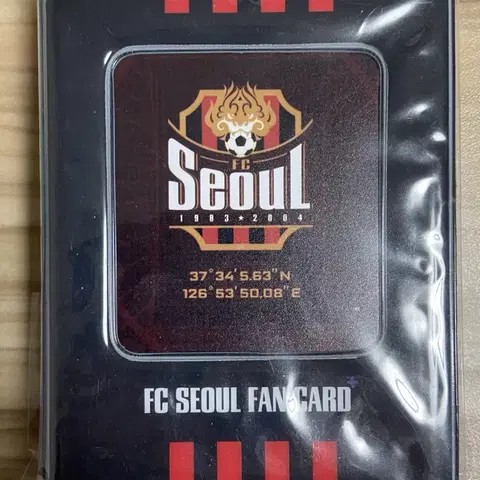 FC
SeoUL
1983★2004
37°34'5.63"N
126°53'50.08"E
FC SEOUL FAN CARD